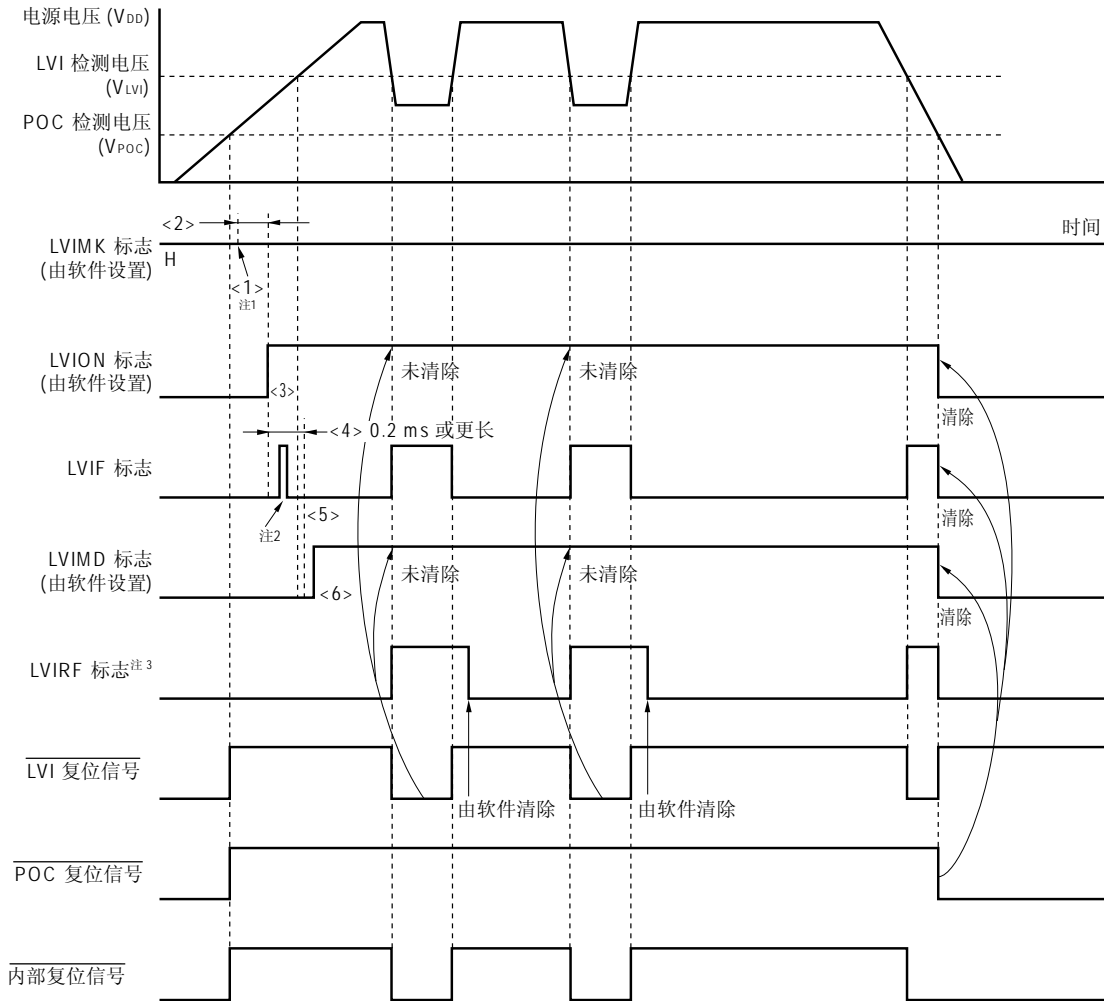 电源电压 (VDD)
LVI 检测电压
(VLVI)
POC 检测电压
(VPOC)
<2>
时间
LVIMK 标志
(由软件设置)
H
<1>
注1
LVION 标志
(由软件设置)
未清除
未清除
<3>
清除
<4> 0.2 ms 或更长
LVIF 标志
注2
<5>
清除
LVIMD 标志
(由软件设置)
未清除
未清除
<6>
清除
LVIRF 标志注 3
LVI 复位信号
由软件清除
由软件清除
POC 复位信号
内部复位信号